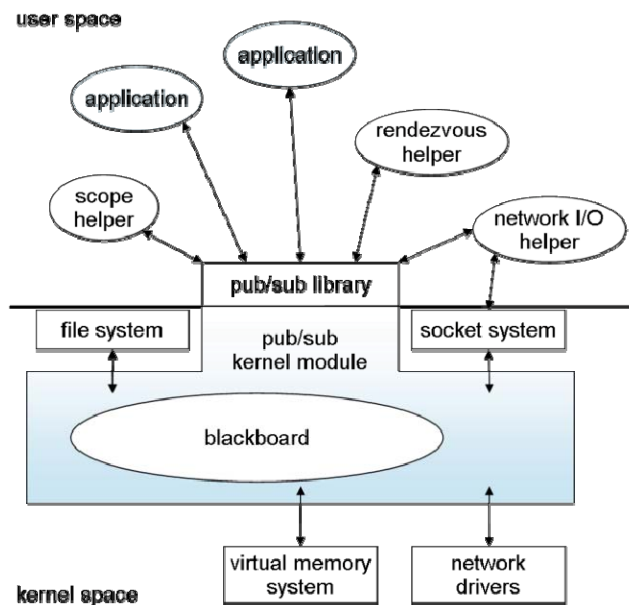 user space
application
application
rendezvous
helper
scope
helper
network I/O
helper
pub/sub library
file system
pub/sub
kernel module
socket system
blackboard
virtual memory
system
network
drivers
kernel space